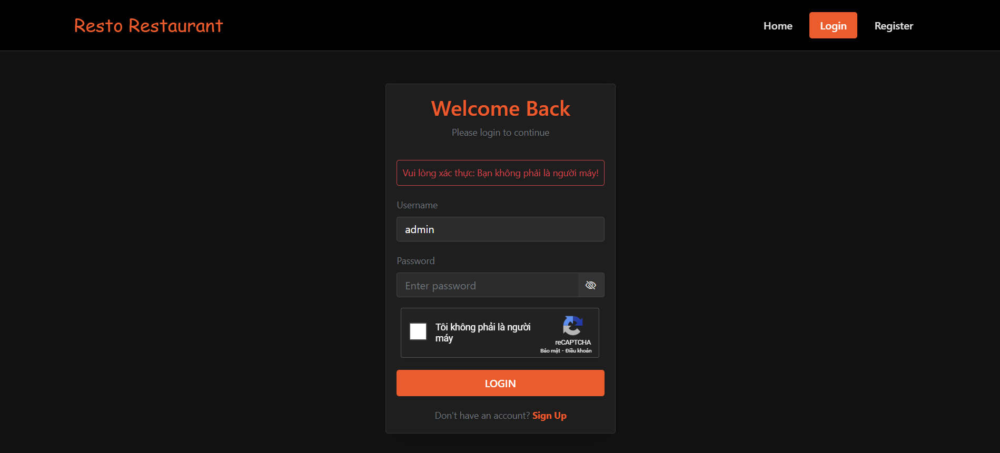 Resto Restaurant
Home
Login
Register
Welcome Back
Please login to continue
Vui lòng xác thực: Bạn không phải là người máy!
Username
admin
Password
Enter password
Tôi không phải là người
máy
reCAPTCHA
Bảo mật - Điều khoản
LOGIN
Don't have an account? Sign Up